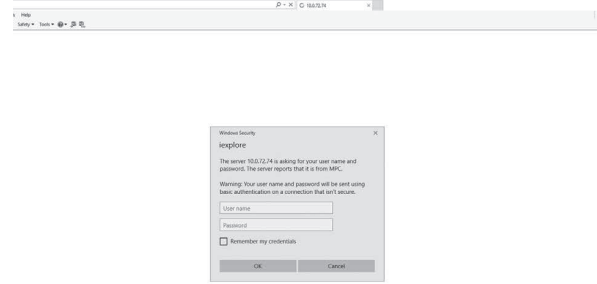 10.0.72.74
Help
Safety Tools
Windows Security
iexplore
The server 10.0.72.74 is asking for your user name and
password. The server reports that it is from MPC.
Warning: Your user name and password will be sent using
basic authentication on a connection that isn't secure.
User name
Password
Remember my credentials
OK Cancel